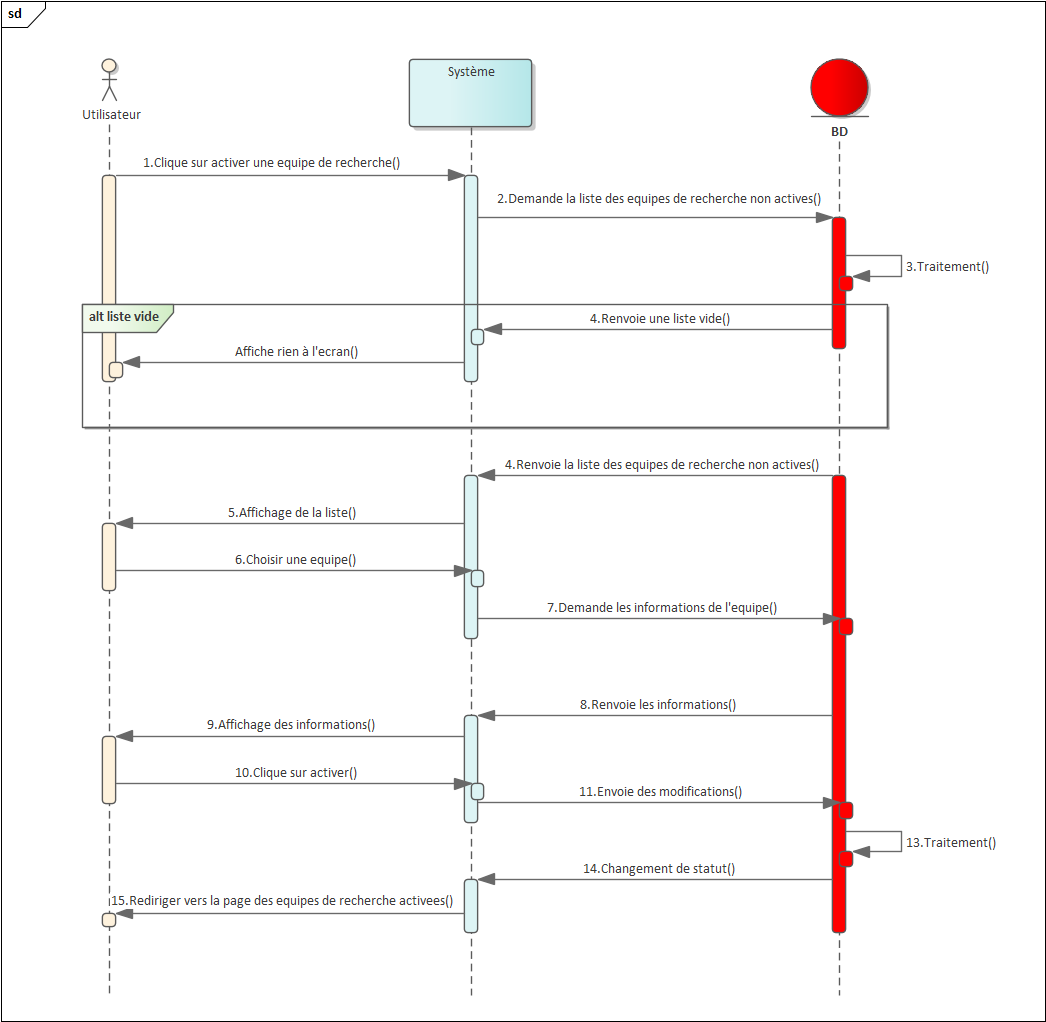 sd
Utilisateur
Système
BD
1.Clique sur activer une equipe de recherche()
2.Demande la liste des equipes de recherche non actives()
3.Traitement()
alt liste vide
4.Renvoie une liste vide()
Affiche rien à l'ecran()
4.Renvoie la liste des equipes de recherche non actives()
5.Affichage de la liste()
6.Choisir une equipe()
7.Demande les informations de l'equipe()
8.Renvoie les informations()
9.Affichage des informations()
10.Clique sur activer()
11.Envoie des modifications()
13.Traitement()
14.Changement de statut()
15.Rediriger vers la page des equipes de recherche activees()